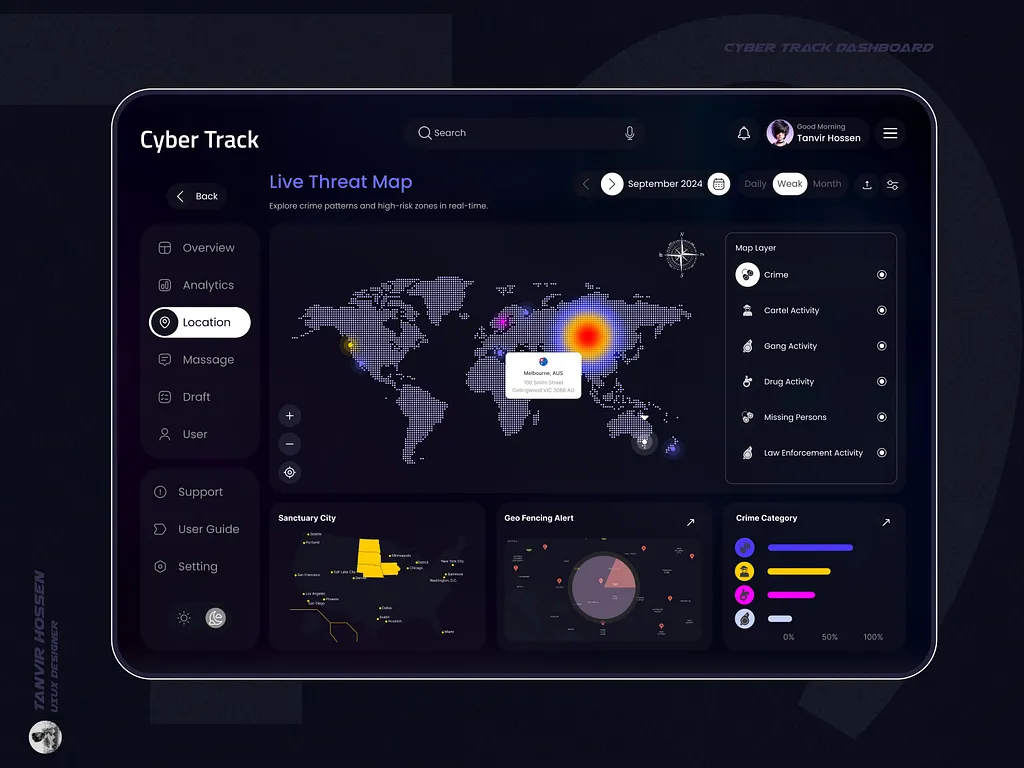 CYBER TRACK DASHBOARD
Cyber Track
Search
Good Morning
Tanvir Hossen
Back
Live Threat Map
Explore crime patterns and high-risk zones in real-time.
September 2024
Daily
Weak
Month
Overview
Analytics
Location
Massage
Draft
User
Support
User Guide
Setting
N
S
Melbourne, AUS
Collingwood VIC 3066 AU
Map Layer
Crime
Cartel Activity
Gang Activity
Drug Activity
Missing Persons
Law Enforcement Activity
Sanctuary City
Seattle
Portland
Minneapolis
Detroit
Chicago
New York City
Baltimore
Washington, D.C.
San Francisco
Salt Lake City
Denver
Los Angeles
San Diego
Phoenix
Dallas
Austin
Houston
Miami
Geo Fencing Alert
Crime Category
0%
50%
100%
TANVIR HOSSEN
UIUX DESIGNER